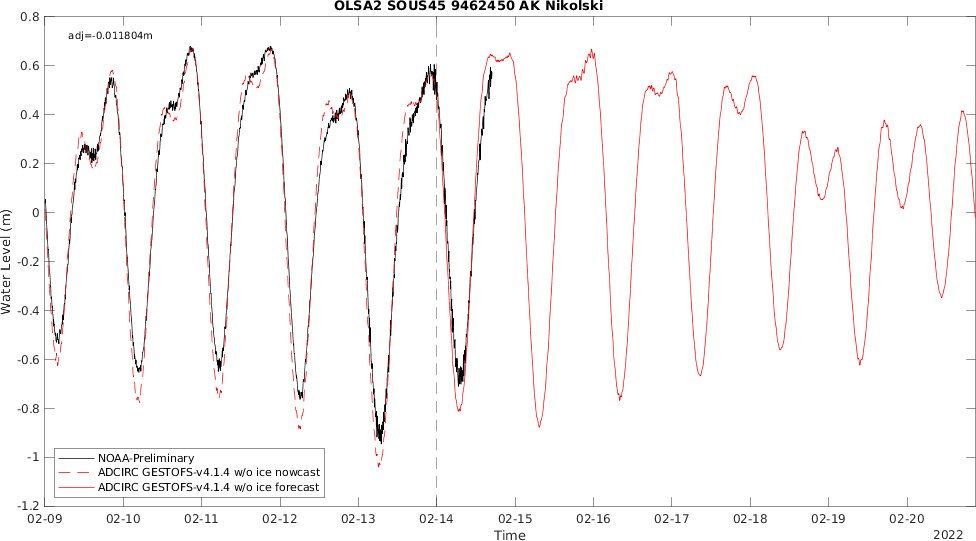 OLSA2 SOUS45 9462450 AK Nikolski
adj=-0.011804m
0.8
0.6
0.4
0.2
0
-0.2
-0.4
-0.6
-0.8
-1
-1.2
Water Level (m)
NOAA-Preliminary
ADCIRC GESTOFS-v4.1.4 w/o ice nowcast
ADCIRC GESTOFS-v4.1.4 w/o ice forecast
02-09 02-10 02-11 02-12 02-13 02-14 02-15 02-16 02-17 02-18 02-19 02-20
Time
2022